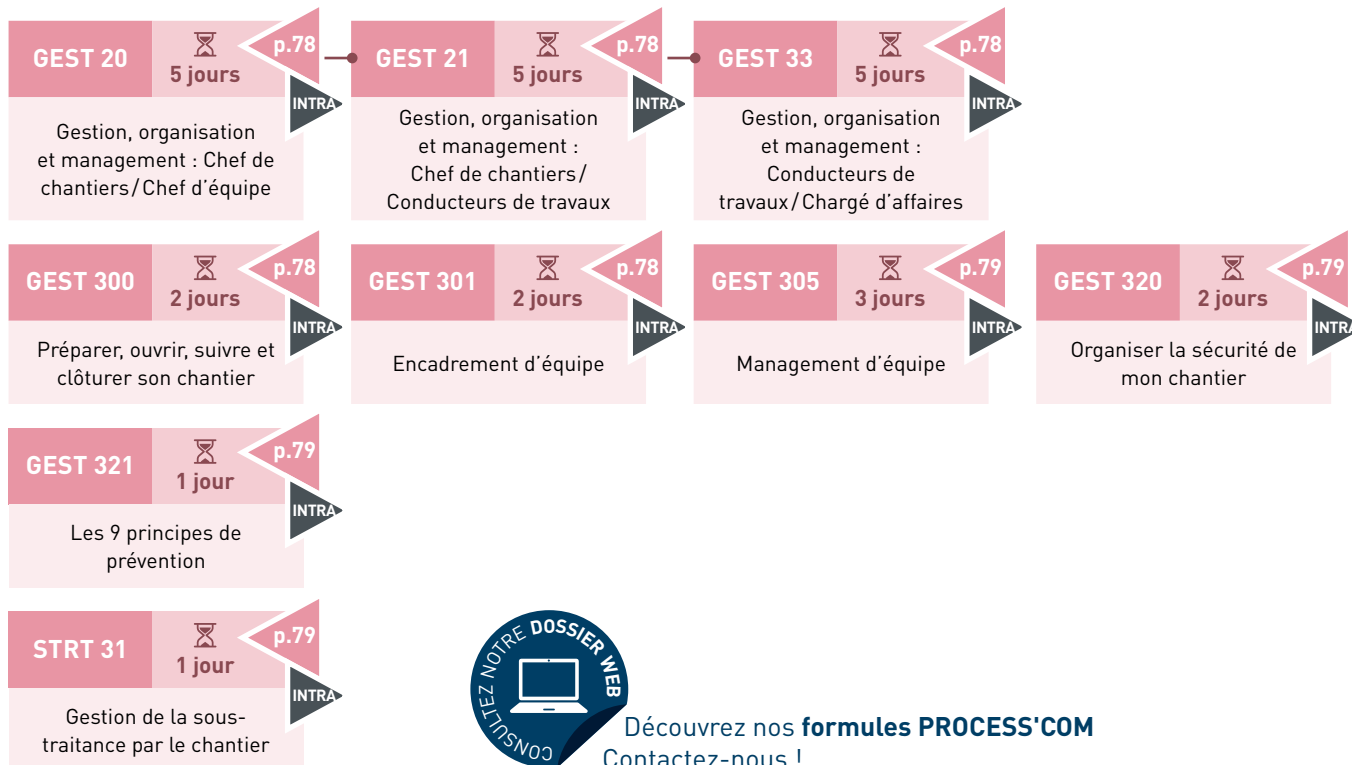 GEST 20
5 jours
p.78
INTRA
Gestion, organisation
et management : Chef de
chantiers/Chef d'équipe
GEST 21
5 jours
p.78
INTRA
Gestion, organisation
et management :
Chef de chantiers/
Conducteurs de travaux
GEST 33
5 jours
p.78
INTRA
Gestion, organisation
et management :
Conducteurs de
travaux/Chargé d'affaires
GEST 300
2 jours
p.78
INTRA
Préparer, ouvrir, suivre et
clôturer son chantier
GEST 301
2 jours
p.78
INTRA
Encadrement d'équipe
GEST 305
3 jours
p.79
INTRA
Management d'équipe
GEST 320
2 jours
p.79
INTRA
Organiser la sécurité de
mon chantier
GEST 321
1 jour
p.79
INTRA
Les 9 principes de
prévention
STRT 31
1 jour
p.79
INTRA
Gestion de la sous-
traitance par le chantier
CONSULTEZ NOTRE DOSSIER WEB
Découvrez nos formules PROCESS'COM
Contactez-nous !